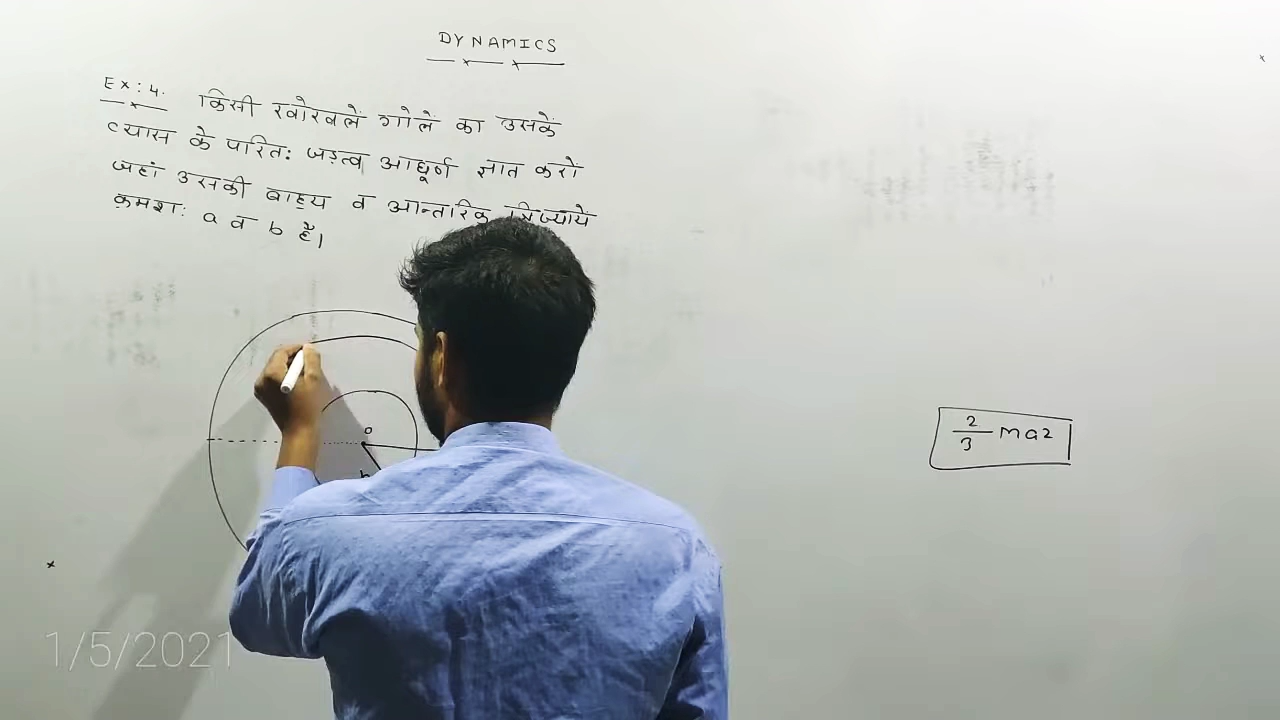 DYNAMICS
Ex:4. किसी खोखलें गोलें का उसकें
व्यास के पारित: जड़त्व आघूर्ण ज्ञात करों
जहां उसकी बाह्य व आन्तरिक त्रिज्याये
क्रमश: a व b हैं।
o
b
2/3 Ma2
1/5/2021